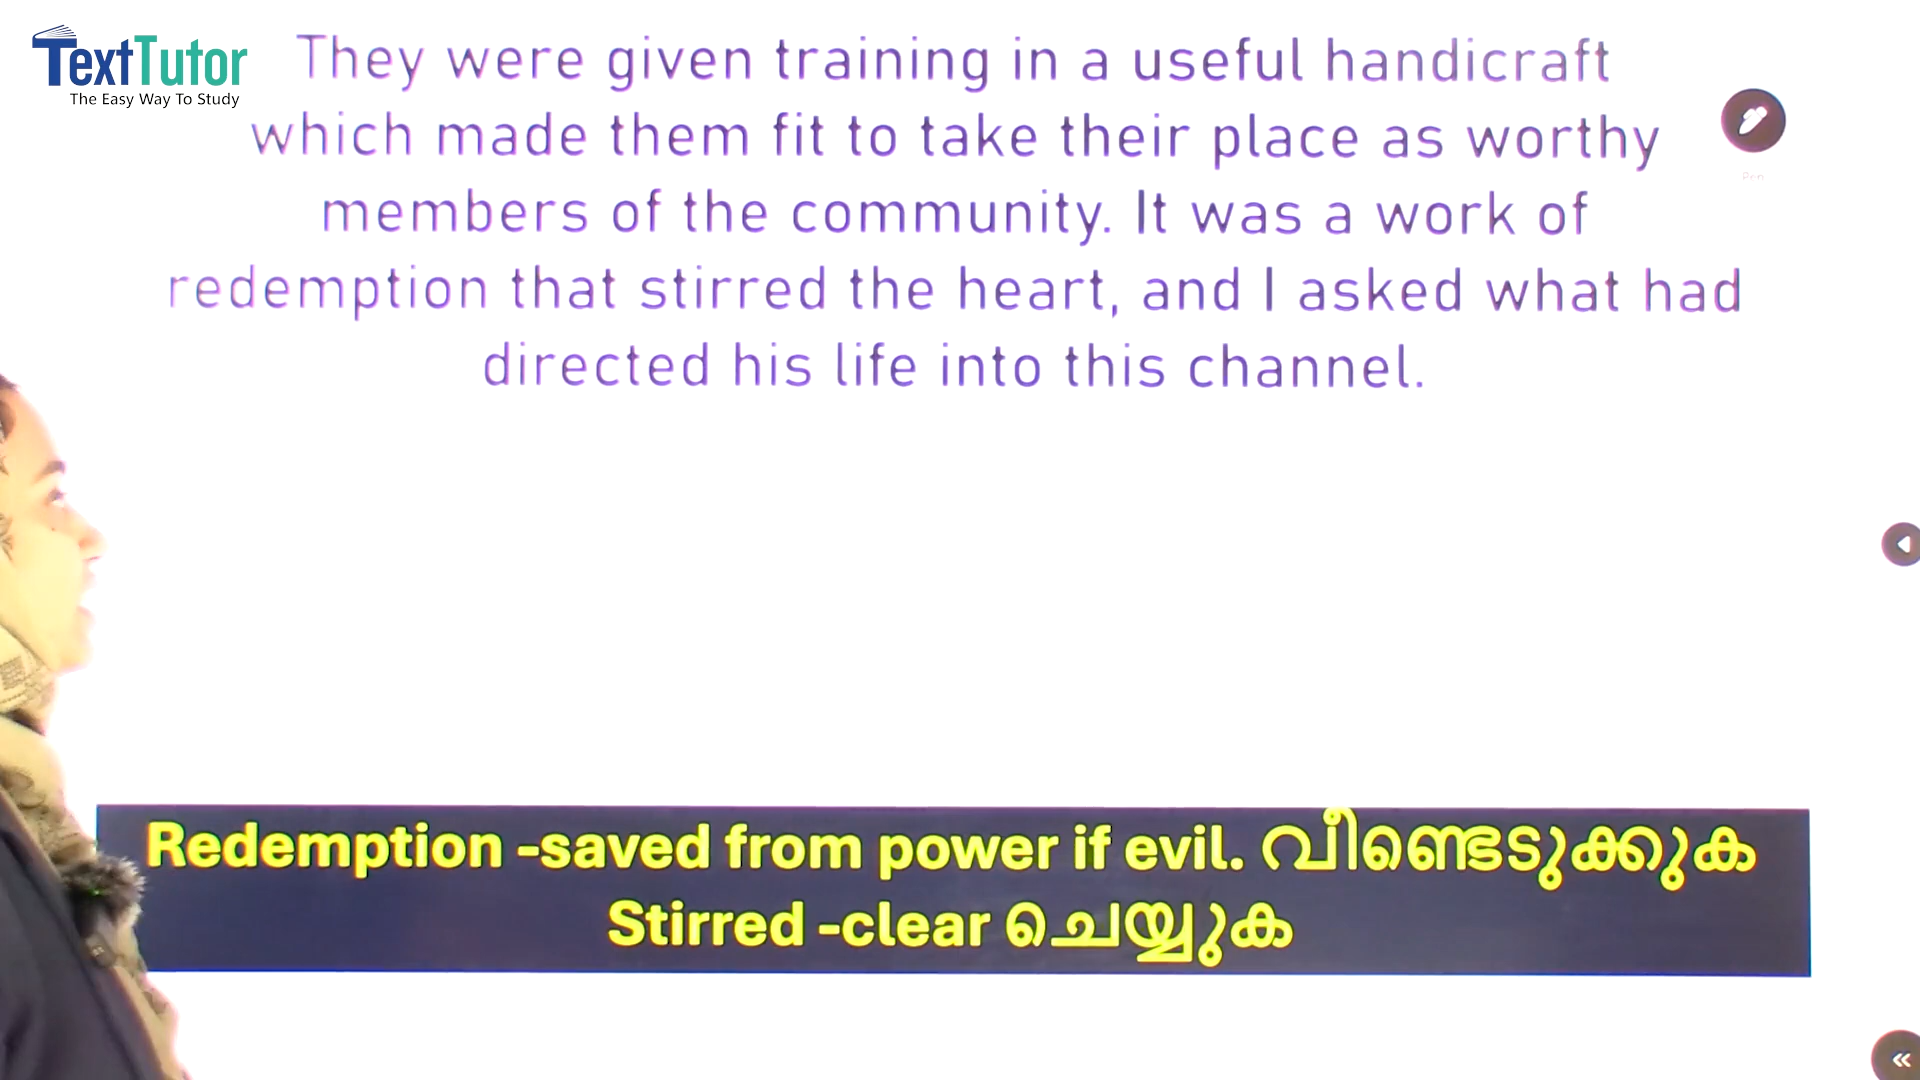 TextTutor
The Easy Way To Study
They were given training in a useful handicraft
which made them fit to take their place as worthy
members of the community. It was a work of
redemption that stirred the heart, and I asked what had
directed his life into this channel.
Pen
Redemption -saved from power if evil. വീണ്ടെടുക്കുക
Stirred -clear ചെയ്യുക